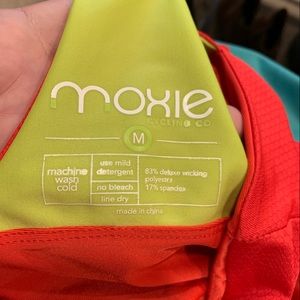 moxie
CYCLING CO
M
machine
wash
cold
use mild
detergent
no bleach
line dry
83% deluxe wicking
polyester
17% spandex
made in china